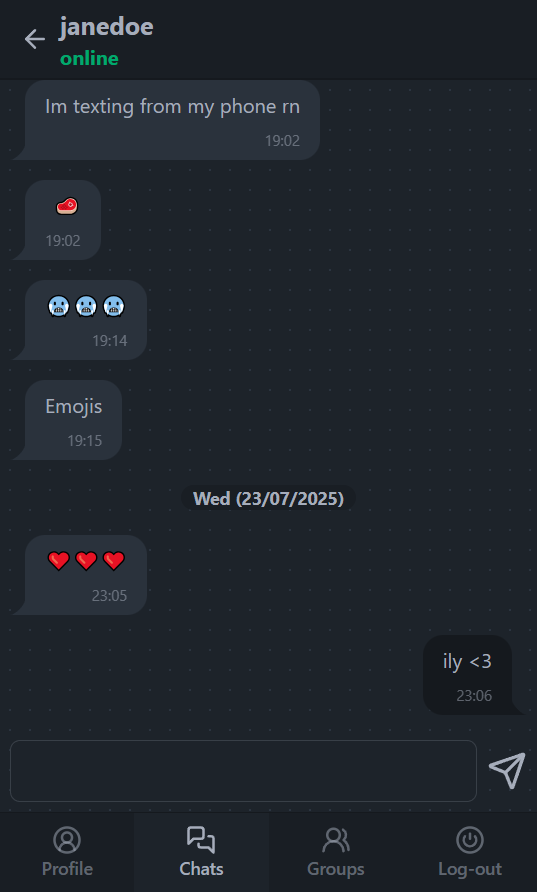 janedoe
online
Im texting from my phone rn
19:02
🥩
19:02
🥶🥶🥶
19:14
Emojis
19:15
Wed (23/07/2025)
❤️❤️❤️
23:05
ily <3
23:06
Profile
Chats
Groups
Log-out